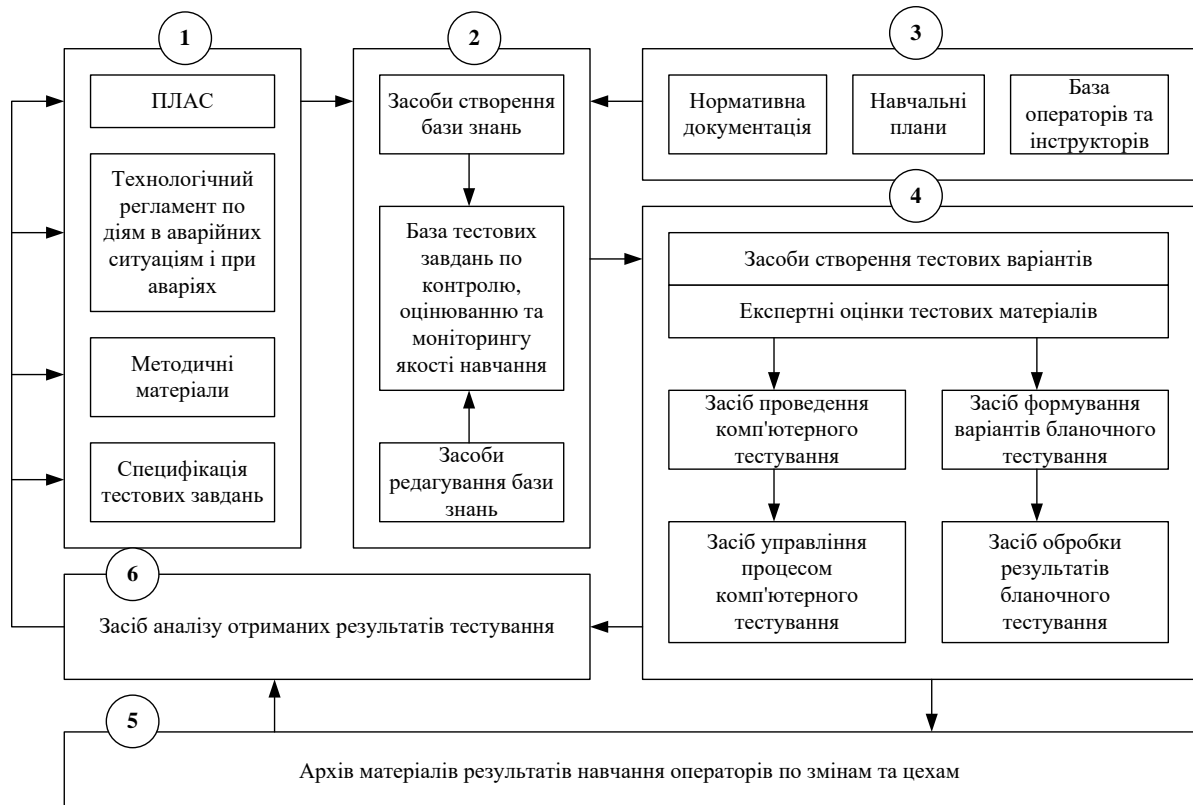 1
ПЛАС
Технологічний
регламент по
діям в аварійних
ситуаціям і при
аваріях
Методичні
матеріали
Специфікація
тестових завдань
2
Засоби створення
бази знань
База тестових
завдань по
контролю,
оцінюванню та
моніторингу
якості навчання
Засоби
редагування бази
знань
3
Нормативна
документація
Навчальні
плани
База
операторів та
інструкторів
4
Засоби створення тестових варіантів
Експертні оцінки тестових матеріалів
Засіб проведення
комп'ютерного
тестування
Засіб формування
варіантів бланочного
тестування
Засіб управління
процесом
комп'ютерного
тестування
Засіб обробки
результатів
бланочного
тестування
6
Засіб аналізу отриманих результатів тестування
5
Архів матеріалів результатів навчання операторів по змінам та цехам